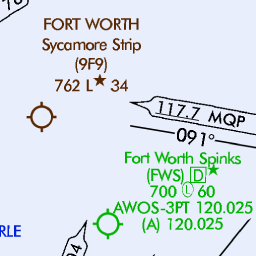 FORT WORTH
Sycamore Strip
(9F9)
762 L★ 34
117.7 MQP
091°
Fort Worth Spinks
(FWS) D★
700 Ⓛ 60
AWOS-3PT 120.025
(A) 120.025
RLE
04